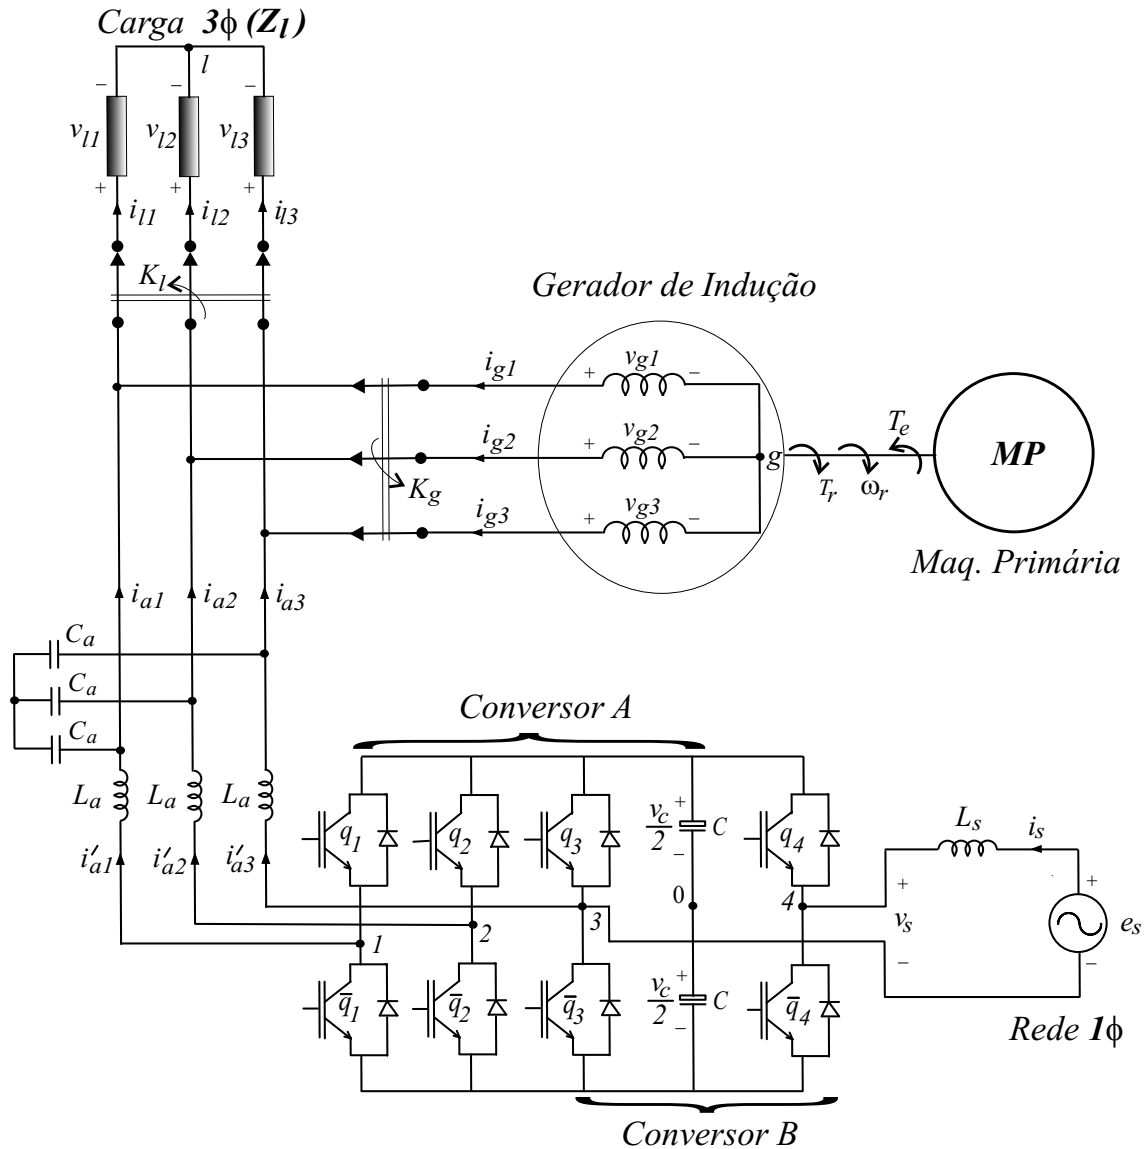 Carga 3ϕ (Zl)
l
− − −
vl1 vl2 vl3
+ + +
il1 il2 il3
Kl
Gerador de Indução
ig1 + vg1 −
ig2 + vg2 − g
ig3 + vg3 −
Kg
Te
Tr ωr
MP
Maq. Primária
ia1 ia2 ia3
Ca
Ca
Ca
Conversor A
La La La
i'a1 i'a2 i'a3
q1 q2 q3 vc/2 + − C q4
Ls is
0
1 2 3 4
+ vs −
+ es −
q̅1 q̅2 q̅3 vc/2 + − C q̅4
Rede 1ϕ
Conversor B